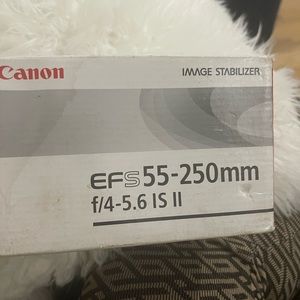 Canon
IMAGE STABILIZER
EFS 55-250mm
f/4-5.6 IS II